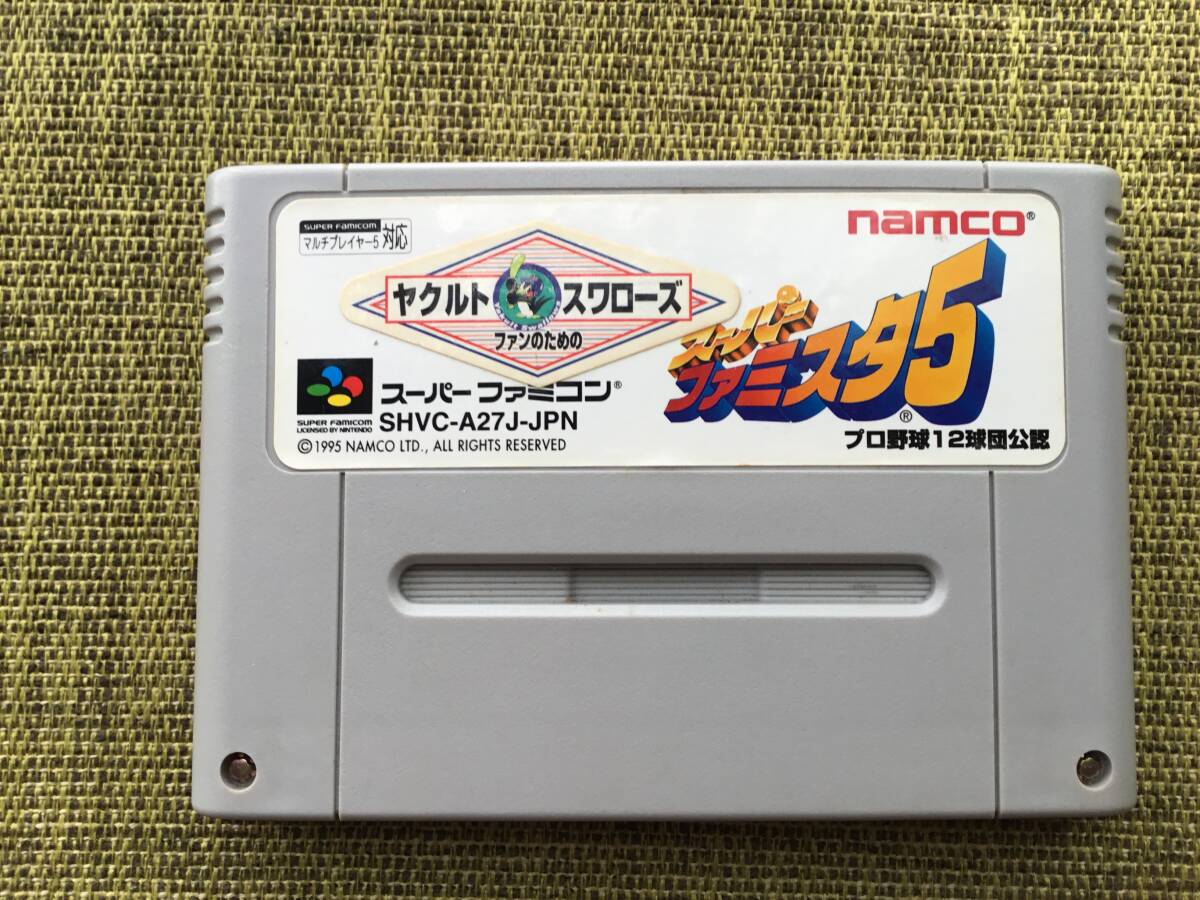 SUPER FAMICOM
マルチプレイヤー5 対応
namco®
ヤクルト スワローズ
ファンのための
スーパー
ファミスタ5®
スーパーファミコン®
SUPER FAMICOM
LICENSED BY NINTENDO
SHVC-A27J-JPN
©1995 NAMCO LTD., ALL RIGHTS RESERVED
プロ野球12球団公認